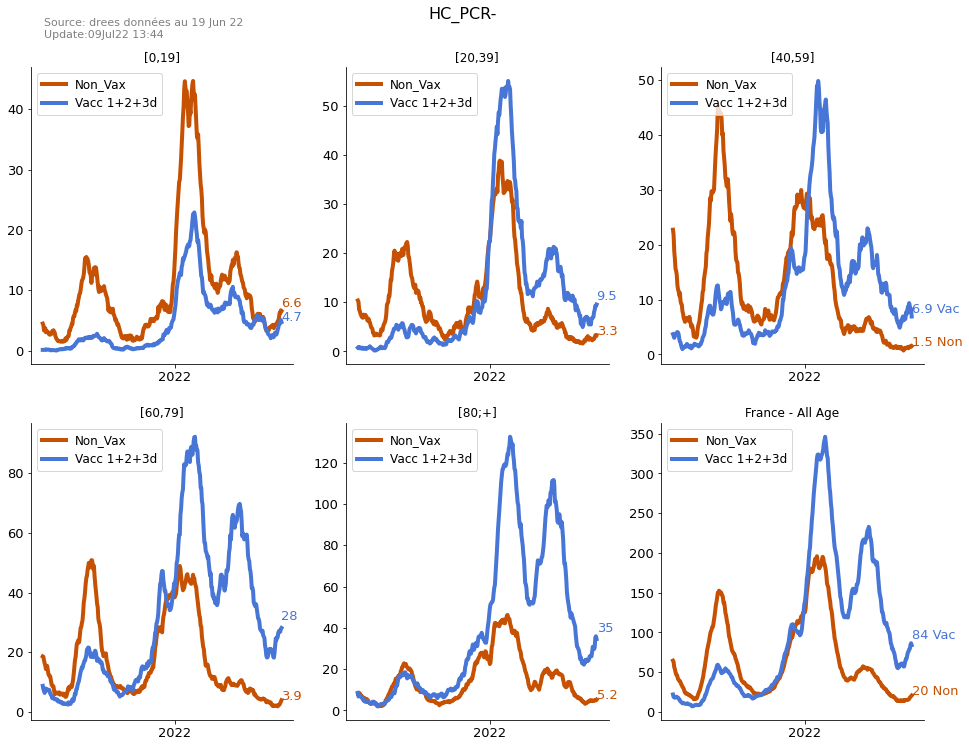 HC_PCR-
Source: drees données au 19 Jun 22
Update:09Jul22 13:44
[0,19]
Non_Vax
Vacc 1+2+3d
40
30
20
10
0
6.6
4.7
2022
[20,39]
Non_Vax
Vacc 1+2+3d
50
40
30
20
10
0
9.5
3.3
2022
[40,59]
Non_Vax
Vacc 1+2+3d
50
40
30
20
10
0
6.9 Vac
1.5 Non
2022
[60,79]
Non_Vax
Vacc 1+2+3d
80
60
40
20
0
28
3.9
2022
[80;+]
Non_Vax
Vacc 1+2+3d
120
100
80
60
40
20
0
35
5.2
2022
France - All Age
Non_Vax
Vacc 1+2+3d
350
300
250
200
150
100
50
0
84 Vac
20 Non
2022